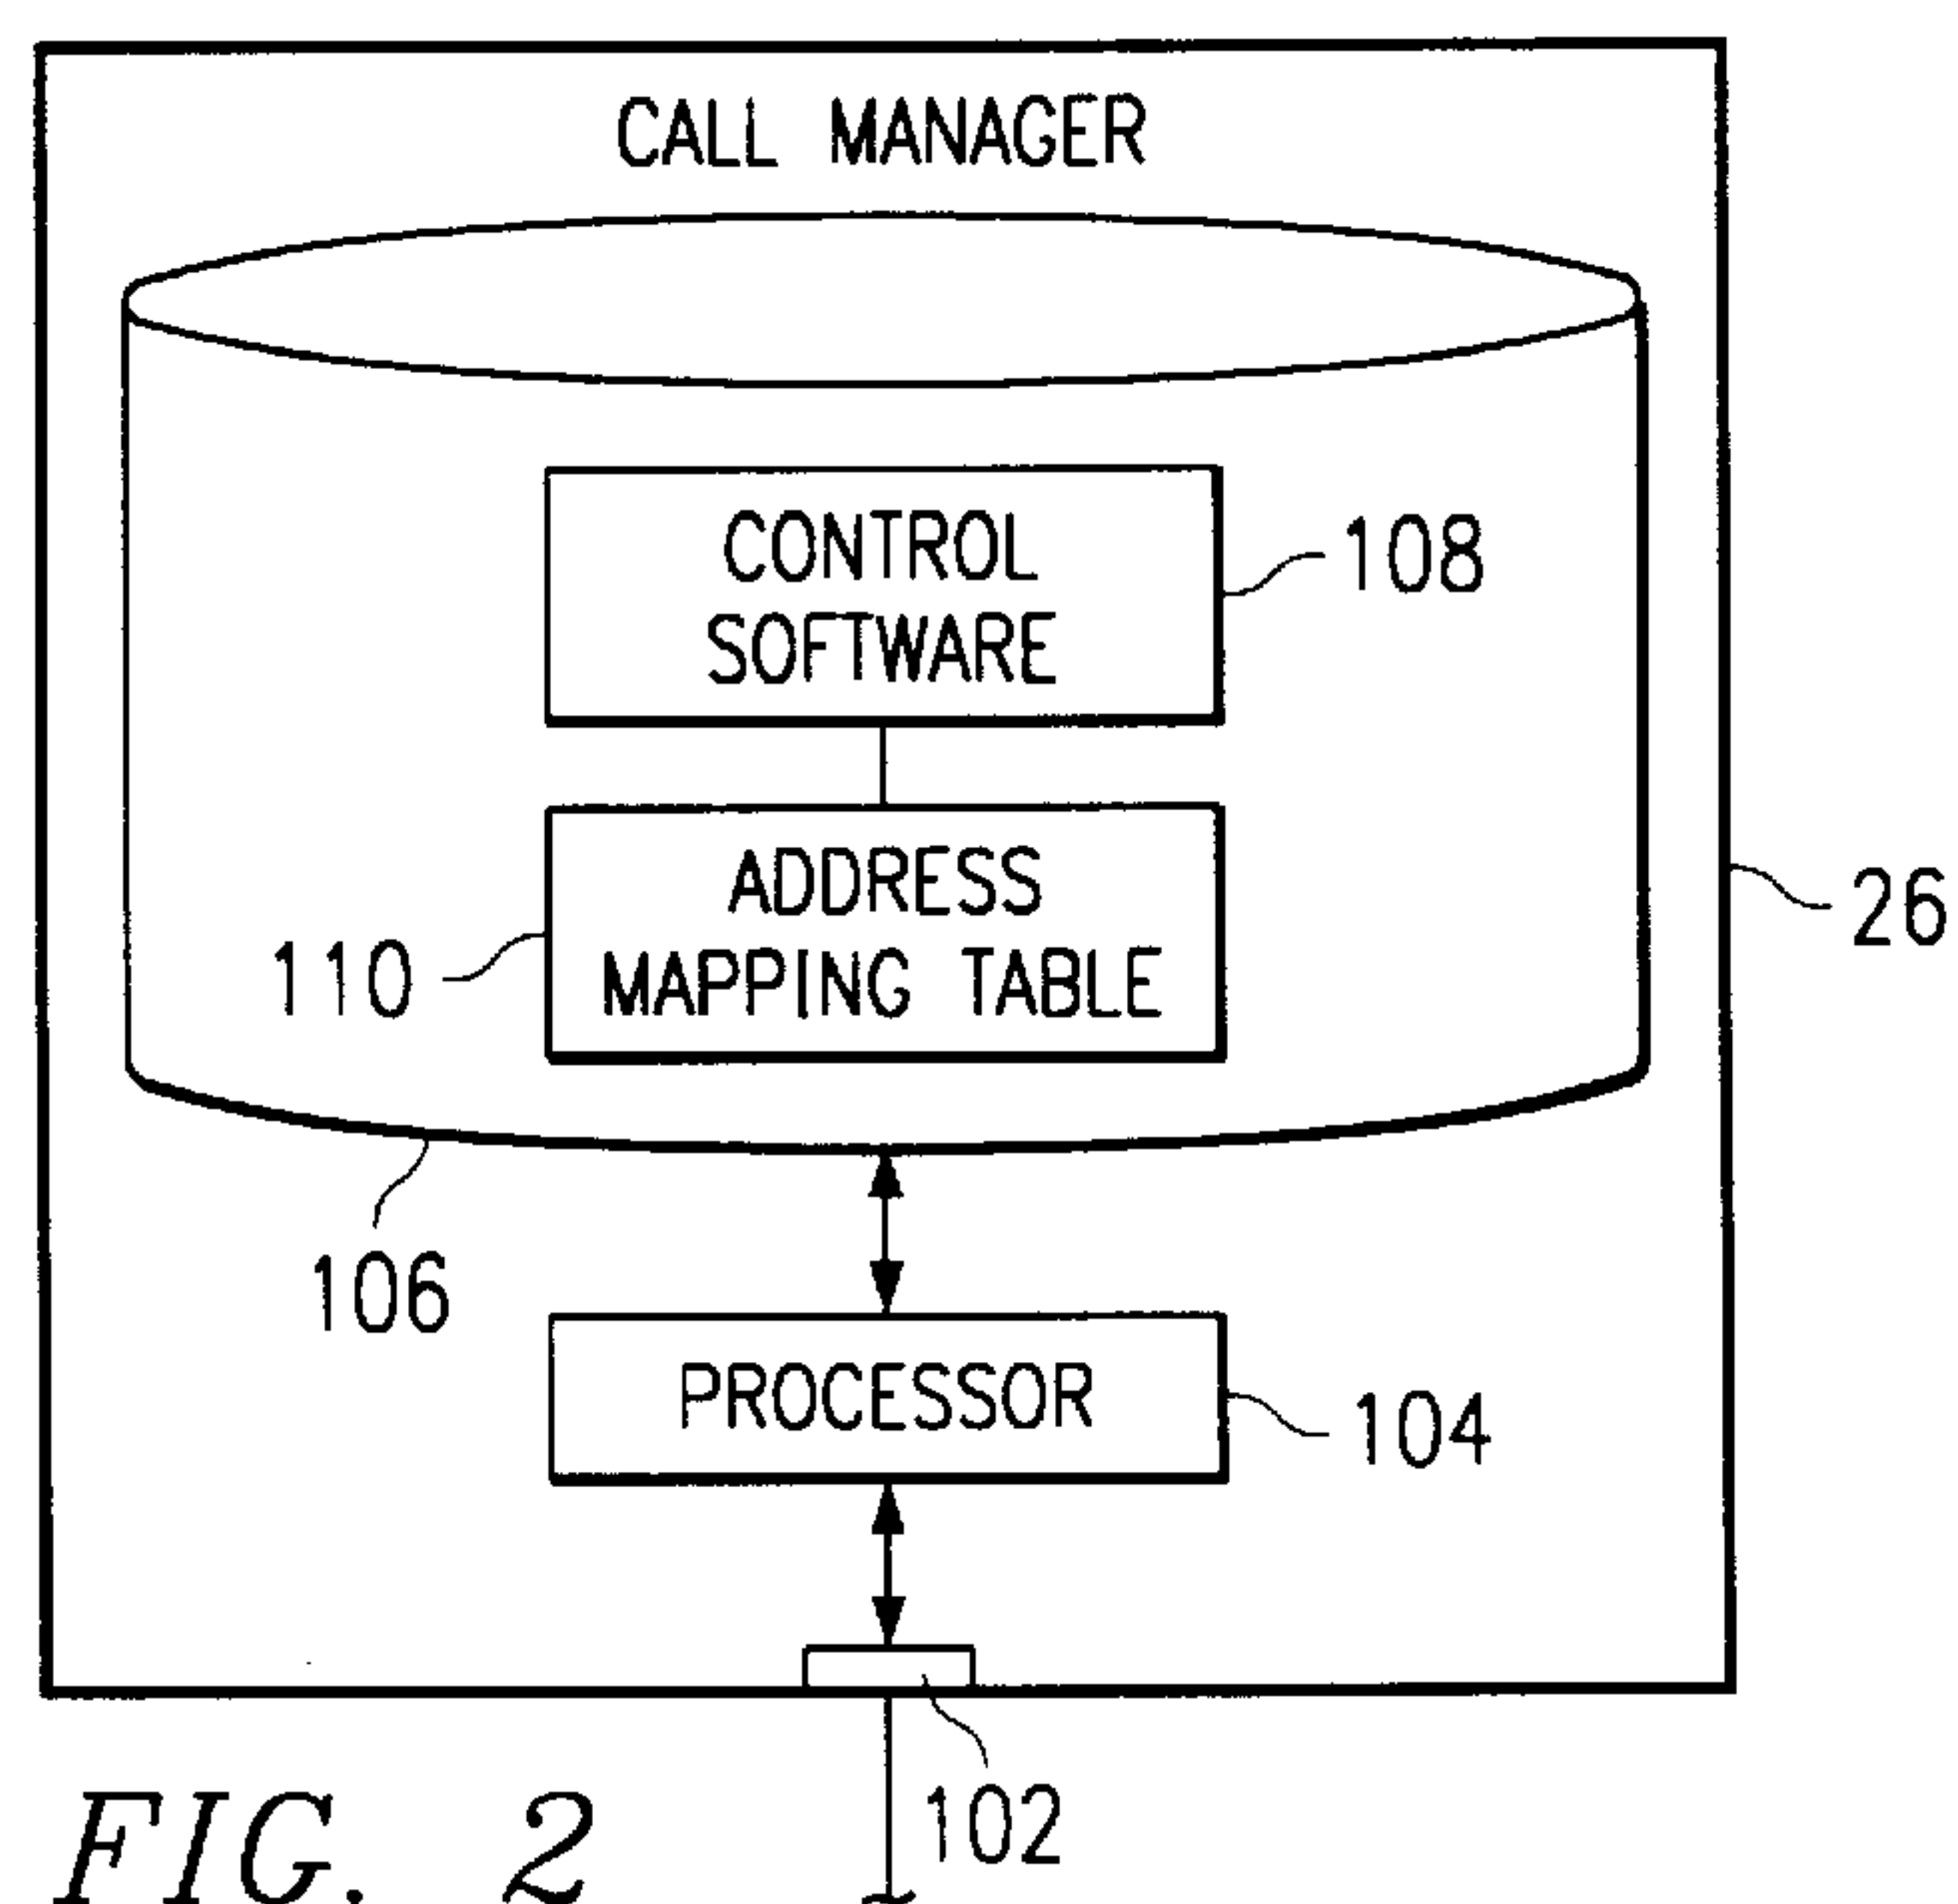 CALL MANAGER
CONTROL
SOFTWARE
108
ADDRESS
MAPPING TABLE
110
26
106
PROCESSOR
104
102
FIG. 2